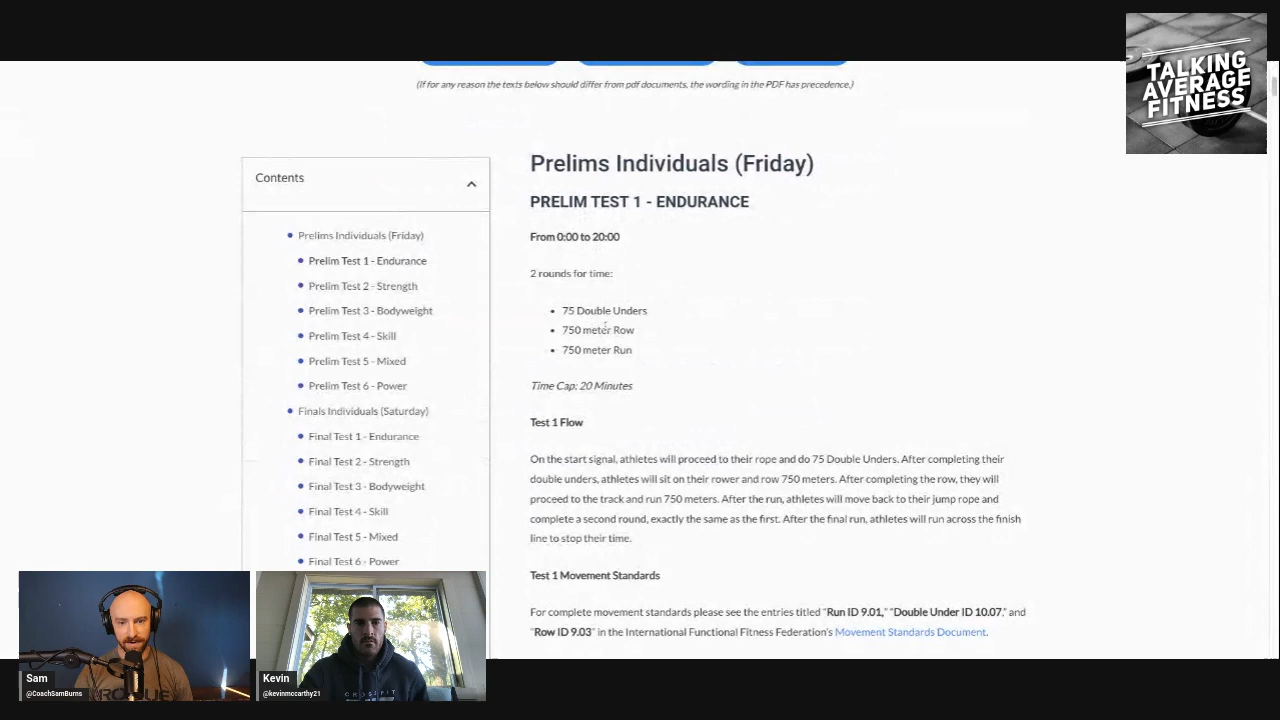 TALKING
AVERAGE
FITNESS
(If for any reason the texts below should differ from pdf documents, the wording in the PDF has precedence.)
Contents
Prelims Individuals (Friday)
Prelim Test 1 - Endurance
Prelim Test 2 - Strength
Prelim Test 3 - Bodyweight
Prelim Test 4 - Skill
Prelim Test 5 - Mixed
Prelim Test 6 - Power
Finals Individuals (Saturday)
Final Test 1 - Endurance
Final Test 2 - Strength
Final Test 3 - Bodyweight
Final Test 4 - Skill
Final Test 5 - Mixed
Final Test 6 - Power
Prelims Individuals (Friday)
PRELIM TEST 1 - ENDURANCE
From 0:00 to 20:00
2 rounds for time:
75 Double Unders
750 meter Row
750 meter Run
Time Cap: 20 Minutes
Test 1 Flow
On the start signal, athletes will proceed to their rope and do 75 Double Unders. After completing their
double unders, athletes will sit on their rower and row 750 meters. After completing the row, they will
proceed to the track and run 750 meters. After the run, athletes will move back to their jump rope and
complete a second round, exactly the same as the first. After the final run, athletes will run across the finish
line to stop their time.
Test 1 Movement Standards
For complete movement standards please see the entries titled "Run ID 9.01," "Double Under ID 10.07," and
"Row ID 9.03" in the International Functional Fitness Federation's Movement Standards Document.
Sam
@CoachSamBurns
ROGUE
Kevin
@kevinmccarthy21
CROSSFIT